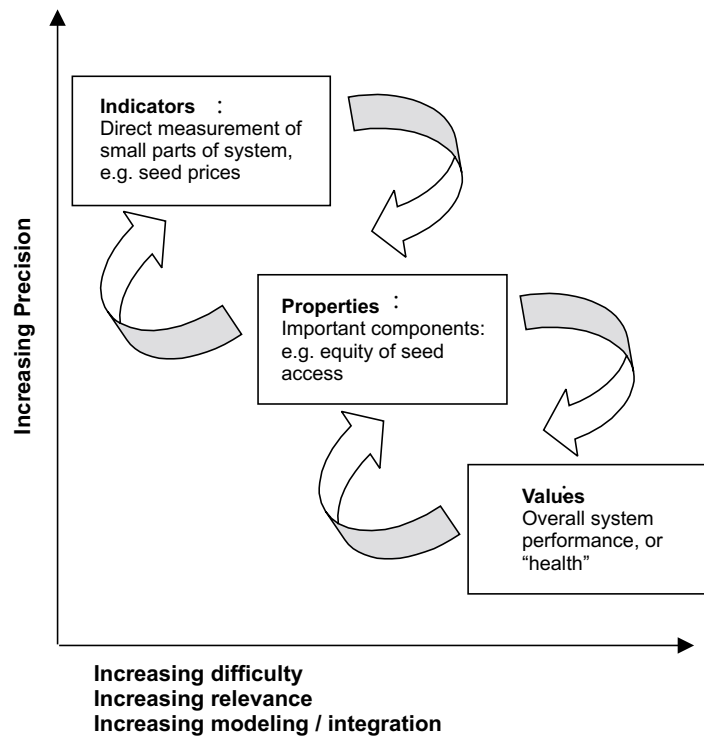 Indicators :
Direct measurement of
small parts of system,
e.g. seed prices
Properties :
Important components:
e.g. equity of seed
access
Values :
Overall system
performance, or
“health”
Increasing Precision
Increasing difficulty
Increasing relevance
Increasing modeling / integration